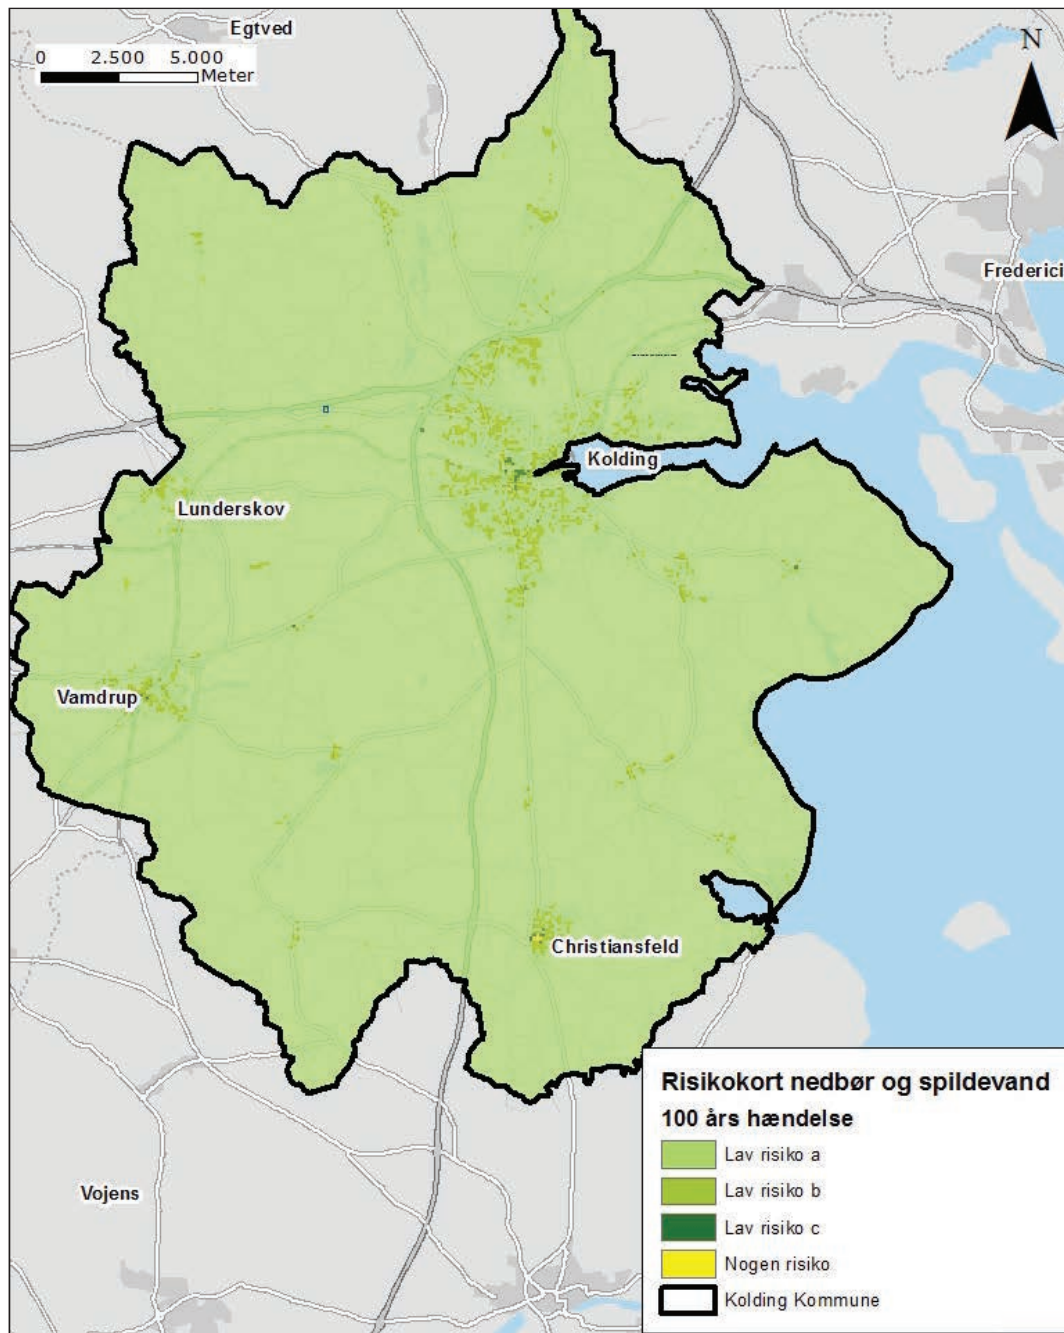 Egtved
0 2.500 5.000
Meter
N
Frederici
Kolding
Lunderskov
Vamdrup
Christiansfeld
Vojens
Risikokort nedbør og spildevand
100 års hændelse
Lav risiko a
Lav risiko b
Lav risiko c
Nogen risiko
Kolding Kommune